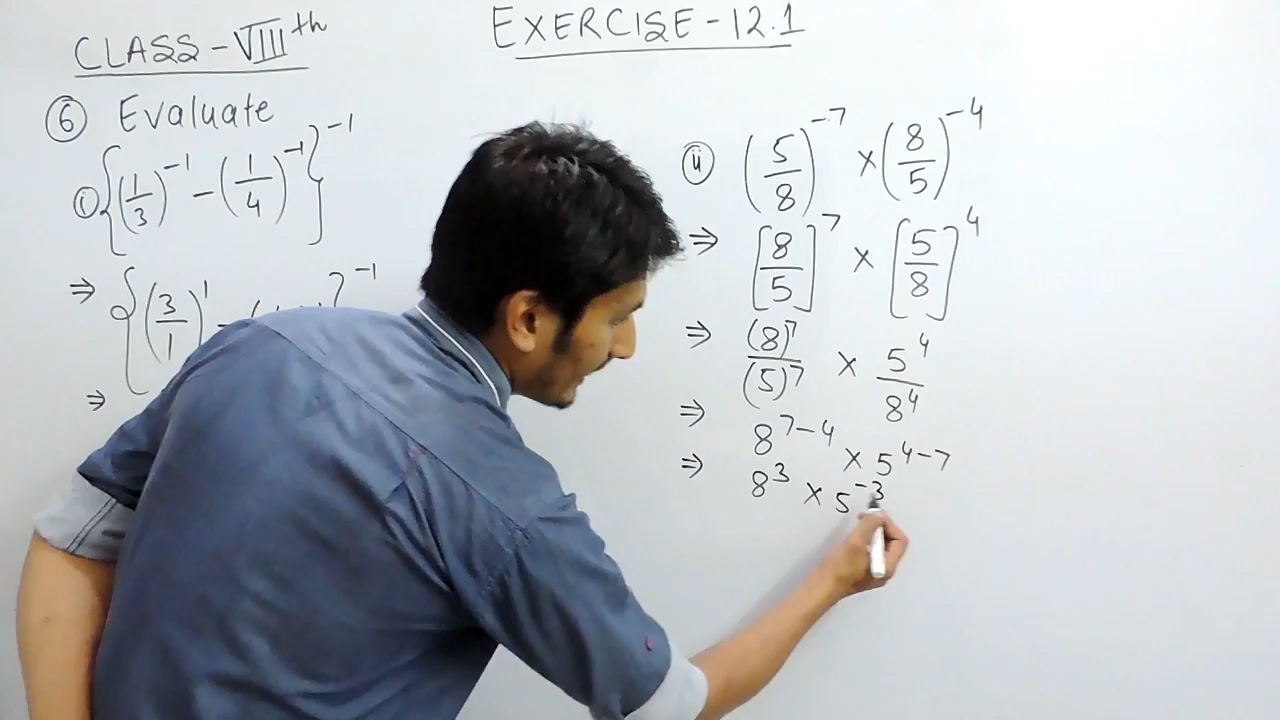 CLASS - VIIIth
EXERCISE - 12.1
⑥ Evaluate
ⓘ {(1/3)^-1 - (1/4)^-1}^-1
⇒ {(3/1)^1 - ( }^-1
⇒
ⓘⓘ (5/8)^-7 × (8/5)^-4
⇒ [8/5]^7 × [5/8]^4
⇒ (8)^7/(5)^7 × 5^4/8^4
⇒ 8^7-4 × 5^4-7
⇒ 8^3 × 5^-3